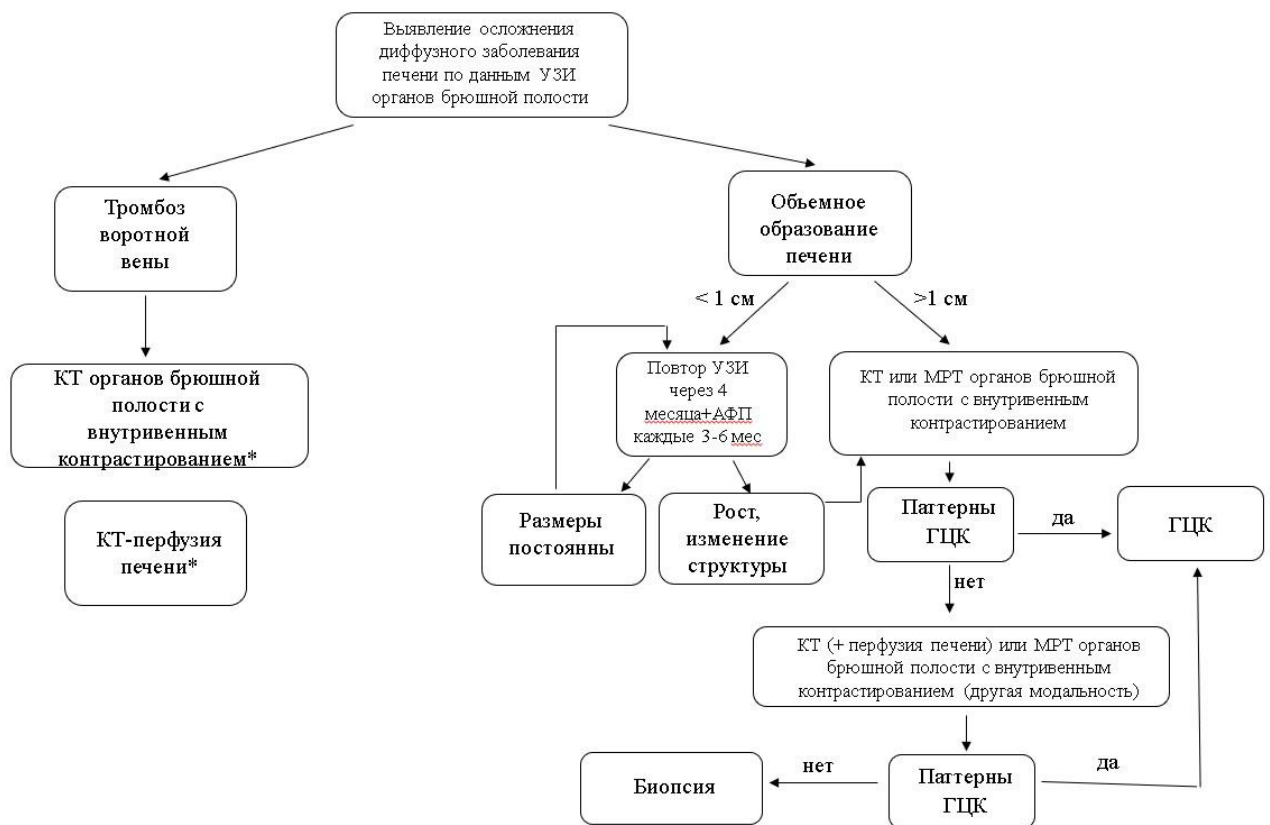 Выявление осложнения
диффузного заболевания
печени по данным УЗИ
органов брюшной полости
Тромбоз
воротной
вены
Объемное
образование
печени
< 1 см
>1 см
КТ органов брюшной
полости с
внутривенным
контрастированием*
Повтор УЗИ
через 4
месяца+АФП
каждые 3-6 мес
КТ или МРТ органов брюшной
полости с внутривенным
контрастированием
КТ-перфузия
печени*
Размеры
постоянны
Рост,
изменение
структуры
Паттерны
ГЦК
да
ГЦК
нет
КТ (+ перфузия печени) или МРТ органов
брюшной полости с внутривенным
контрастированием (другая модальность)
Биопсия
нет
Паттерны
ГЦК
да